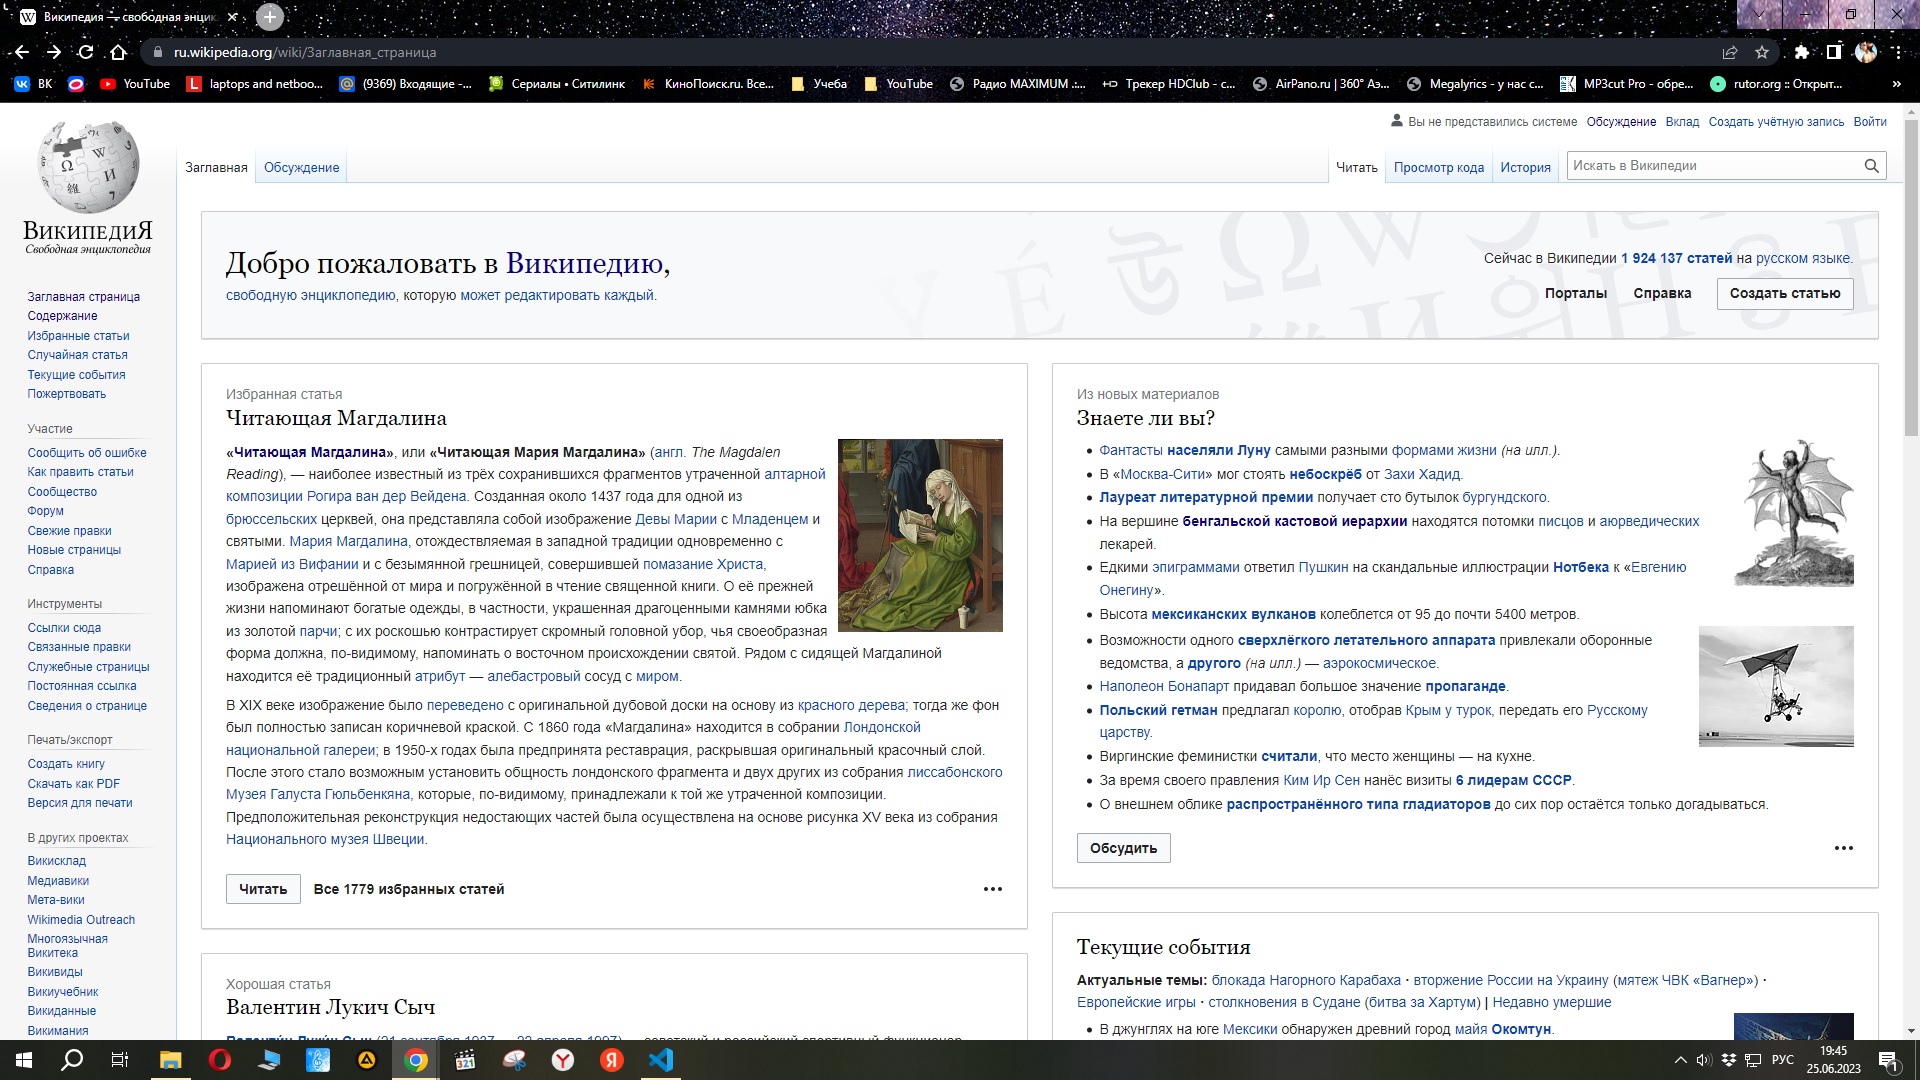 Википедия — свободная энцик
ru.wikipedia.org/wiki/Заглавная_страница
ВК
YouTube
laptops and netboo...
(9369) Входящие -...
Сериалы • Ситилинк
КиноПоиск.ru. Все...
Учеба
YouTube
Радио MAXIMUM .:...
Трекер HDClub - с...
AirPano.ru | 360° Аэ...
Megalyrics - у нас с...
MP3cut Pro - обре...
rutor.org :: Открыт...
»
Вы не представились системе Обсуждение Вклад Создать учётную запись Войти
Заглавная Обсуждение
Читать Просмотр кода История Искать в Википедии
ВикипедиЯ
Свободная энциклопедия
Заглавная страница
Содержание
Избранные статьи
Случайная статья
Текущие события
Пожертвовать
Участие
Сообщить об ошибке
Как править статьи
Сообщество
Форум
Свежие правки
Новые страницы
Справка
Инструменты
Ссылки сюда
Связанные правки
Служебные страницы
Постоянная ссылка
Сведения о странице
Печать/экспорт
Создать книгу
Скачать как PDF
Версия для печати
В других проектах
Викисклад
Медиавики
Мета-вики
Wikimedia Outreach
Многоязычная
Викитека
Викивиды
Викиучебник
Викиданные
Викимания
Добро пожаловать в Википедию,
свободную энциклопедию, которую может редактировать каждый.
Сейчас в Википедии 1 924 137 статей на русском языке.
Порталы Справка Создать статью
Избранная статья
Читающая Магдалина
«Читающая Магдалина», или «Читающая Мария Магдалина» (англ. The Magdalen
Reading), — наиболее известный из трёх сохранившихся фрагментов утраченной алтарной
композиции Рогира ван дер Вейдена. Созданная около 1437 года для одной из
брюссельских церквей, она представляла собой изображение Девы Марии с Младенцем и
святыми. Мария Магдалина, отождествляемая в западной традиции одновременно с
Марией из Вифании и с безымянной грешницей, совершившей помазание Христа,
изображена отрешённой от мира и погружённой в чтение священной книги. О её прежней
жизни напоминают богатые одежды, в частности, украшенная драгоценными камнями юбка
из золотой парчи; с их роскошью контрастирует скромный головной убор, чья своеобразная
форма должна, по-видимому, напоминать о восточном происхождении святой. Рядом с сидящей Магдалиной
находится её традиционный атрибут — алебастровый сосуд с миром.
В XIX веке изображение было переведено с оригинальной дубовой доски на основу из красного дерева; тогда же фон
был полностью записан коричневой краской. С 1860 года «Магдалина» находится в собрании Лондонской
национальной галереи; в 1950-х годах была предпринята реставрация, раскрывшая оригинальный красочный слой.
После этого стало возможным установить общность лондонского фрагмента и двух других из собрания лиссабонского
Музея Галуста Гюльбенкяна, которые, по-видимому, принадлежали к той же утраченной композиции.
Предположительная реконструкция недостающих частей была осуществлена на основе рисунка XV века из собрания
Национального музея Швеции.
Читать Все 1779 избранных статей
Хорошая статья
Валентин Лукич Сыч
Валенти́н Луки́ч Сыч (21 сентября 1937 — 22 апреля 1997) — советский и российский спортивный функционер,
Из новых материалов
Знаете ли вы?
Фантасты населяли Луну самыми разными формами жизни (на илл.).
В «Москва-Сити» мог стоять небоскрёб от Захи Хадид.
Лауреат литературной премии получает сто бутылок бургундского.
На вершине бенгальской кастовой иерархии находятся потомки писцов и аюрведических
лекарей.
Едкими эпиграммами ответил Пушкин на скандальные иллюстрации Нотбека к «Евгению
Онегину».
Высота мексиканских вулканов колеблется от 95 до почти 5400 метров.
Возможности одного сверхлёгкого летательного аппарата привлекали оборонные
ведомства, а другого (на илл.) — аэрокосмическое.
Наполеон Бонапарт придавал большое значение пропаганде.
Польский гетман предлагал королю, отобрав Крым у турок, передать его Русскому
царству.
Виргинские феминистки считали, что место женщины — на кухне.
За время своего правления Ким Ир Сен нанёс визиты 6 лидерам СССР.
О внешнем облике распространённого типа гладиаторов до сих пор остаётся только догадываться.
Обсудить
Текущие события
Актуальные темы: блокада Нагорного Карабаха · вторжение России на Украину (мятеж ЧВК «Вагнер») ·
Европейские игры · столкновения в Судане (битва за Хартум) | Недавно умершие
В джунглях на юге Мексики обнаружен древний город майя Окомтун.
РУС
19:45
25.06.2023
1